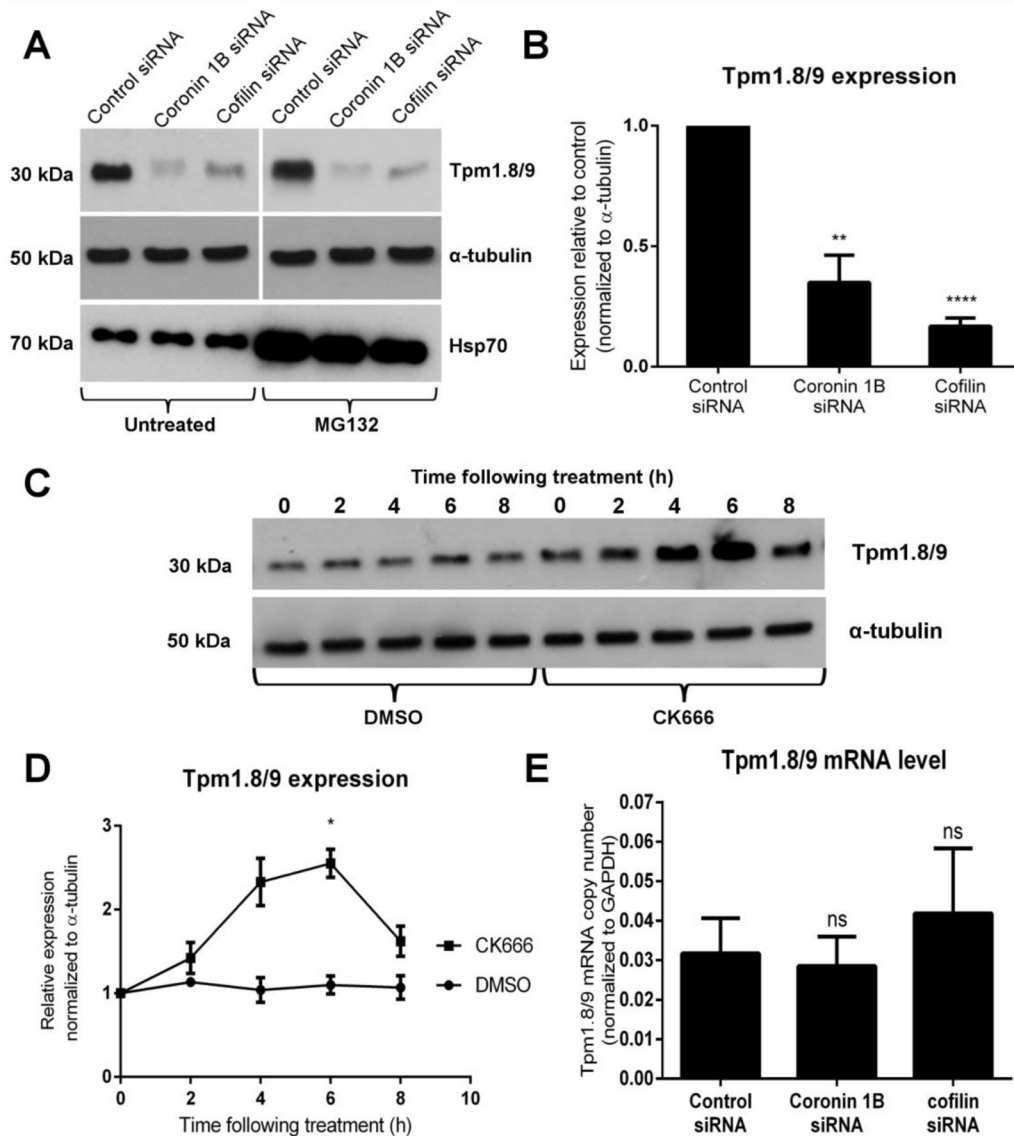 A
Control siRNA
Coronin 1B siRNA
Cofilin siRNA
Control siRNA
Coronin 1B siRNA
Cofilin siRNA
30 kDa
Tpm1.8/9
50 kDa
α-tubulin
70 kDa
Hsp70
Untreated
MG132
B
Tpm1.8/9 expression
Expression relative to control
(normalized to α-tubulin)
1.0
0.5
0.0
**
****
Control
siRNA
Coronin 1B
siRNA
Cofilin
siRNA
C
Time following treatment (h)
0 2 4 6 8 0 2 4 6 8
30 kDa
Tpm1.8/9
50 kDa
α-tubulin
DMSO
CK666
D
Tpm1.8/9 expression
Relative expression
normalized to α-tubulin
3
2
1
0
*
CK666
DMSO
0 2 4 6 8 10
Time following treatment (h)
E
Tpm1.8/9 mRNA level
Tpm1.8/9 mRNA copy number
(normalized to GAPDH)
0.07
0.06
0.05
0.04
0.03
0.02
0.01
0.00
ns
ns
Control
siRNA
Coronin 1B
siRNA
cofilin
siRNA